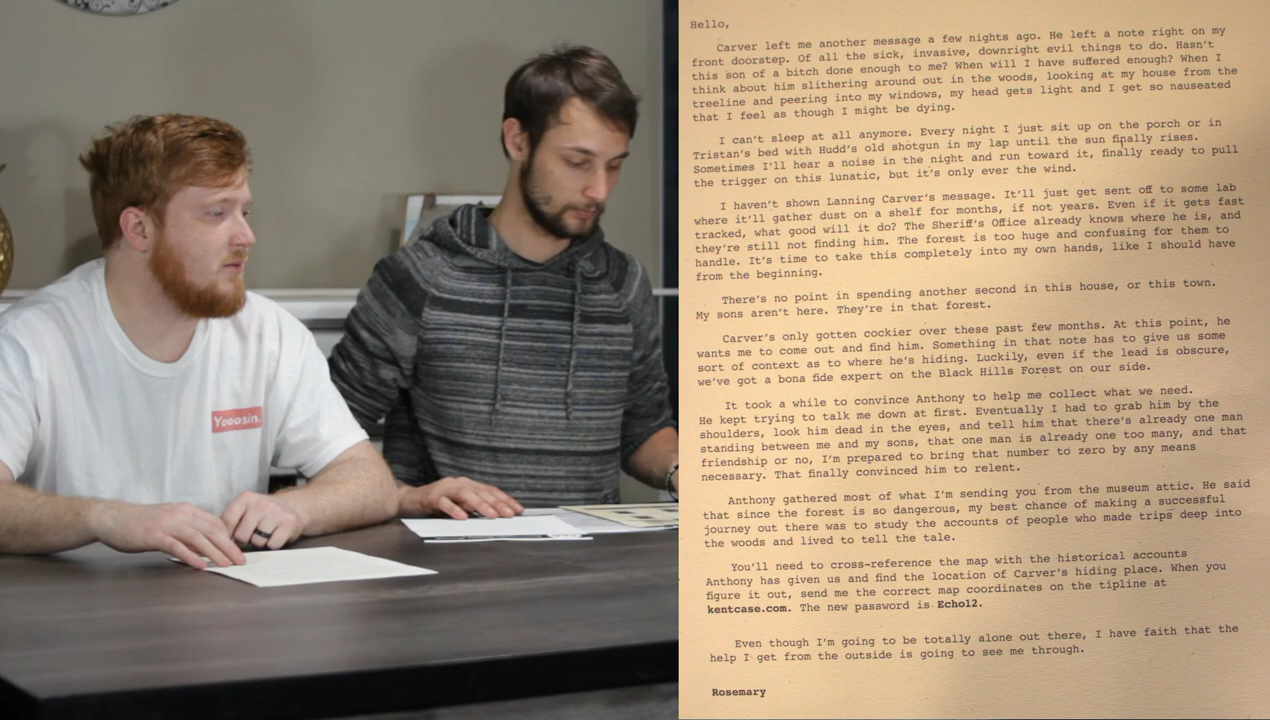 Yooosin.
Hello,
Carver left me another message a few nights ago. He left a note right on my
front doorstep. Of all the sick, invasive, downright evil things to do. Hasn't
this son of a bitch done enough to me? When will I have suffered enough? When I
think about him slithering around out in the woods, looking at my house from the
treeline and peering into my windows, my head gets light and I get so nauseated
that I feel as though I might be dying.
I can't sleep at all anymore. Every night I just sit up on the porch or in
Tristan's bed with Hudd's old shotgun in my lap until the sun finally rises.
Sometimes I'll hear a noise in the night and run toward it, finally ready to pull
the trigger on this lunatic, but it's only ever the wind.
I haven't shown Lanning Carver's message. It'll just get sent off to some lab
where it'll gather dust on a shelf for months, if not years. Even if it gets fast
tracked, what good will it do? The Sheriff's Office already knows where he is, and
they're still not finding him. The forest is too huge and confusing for them to
handle. It's time to take this completely into my own hands, like I should have
from the beginning.
There's no point in spending another second in this house, or this town.
My sons aren't here. They're in that forest.
Carver's only gotten cockier over these past few months. At this point, he
wants me to come out and find him. Something in that note has to give us some
sort of context as to where he's hiding. Luckily, even if the lead is obscure,
we've got a bona fide expert on the Black Hills Forest on our side.
It took a while to convince Anthony to help me collect what we need.
He kept trying to talk me down at first. Eventually I had to grab him by the
shoulders, look him dead in the eyes, and tell him that there's already one man
standing between me and my sons, that one man is already one too many, and that
friendship or no, I'm prepared to bring that number to zero by any means
necessary. That finally convinced him to relent.
Anthony gathered most of what I'm sending you from the museum attic. He said
that since the forest is so dangerous, my best chance of making a successful
journey out there was to study the accounts of people who made trips deep into
the woods and lived to tell the tale.
You'll need to cross-reference the map with the historical accounts
Anthony has given us and find the location of Carver's hiding place. When you
figure it out, send me the correct map coordinates on the tipline at
kentcase.com. The new password is Echo12.
Even though I'm going to be totally alone out there, I have faith that the
help I get from the outside is going to see me through.
Rosemary